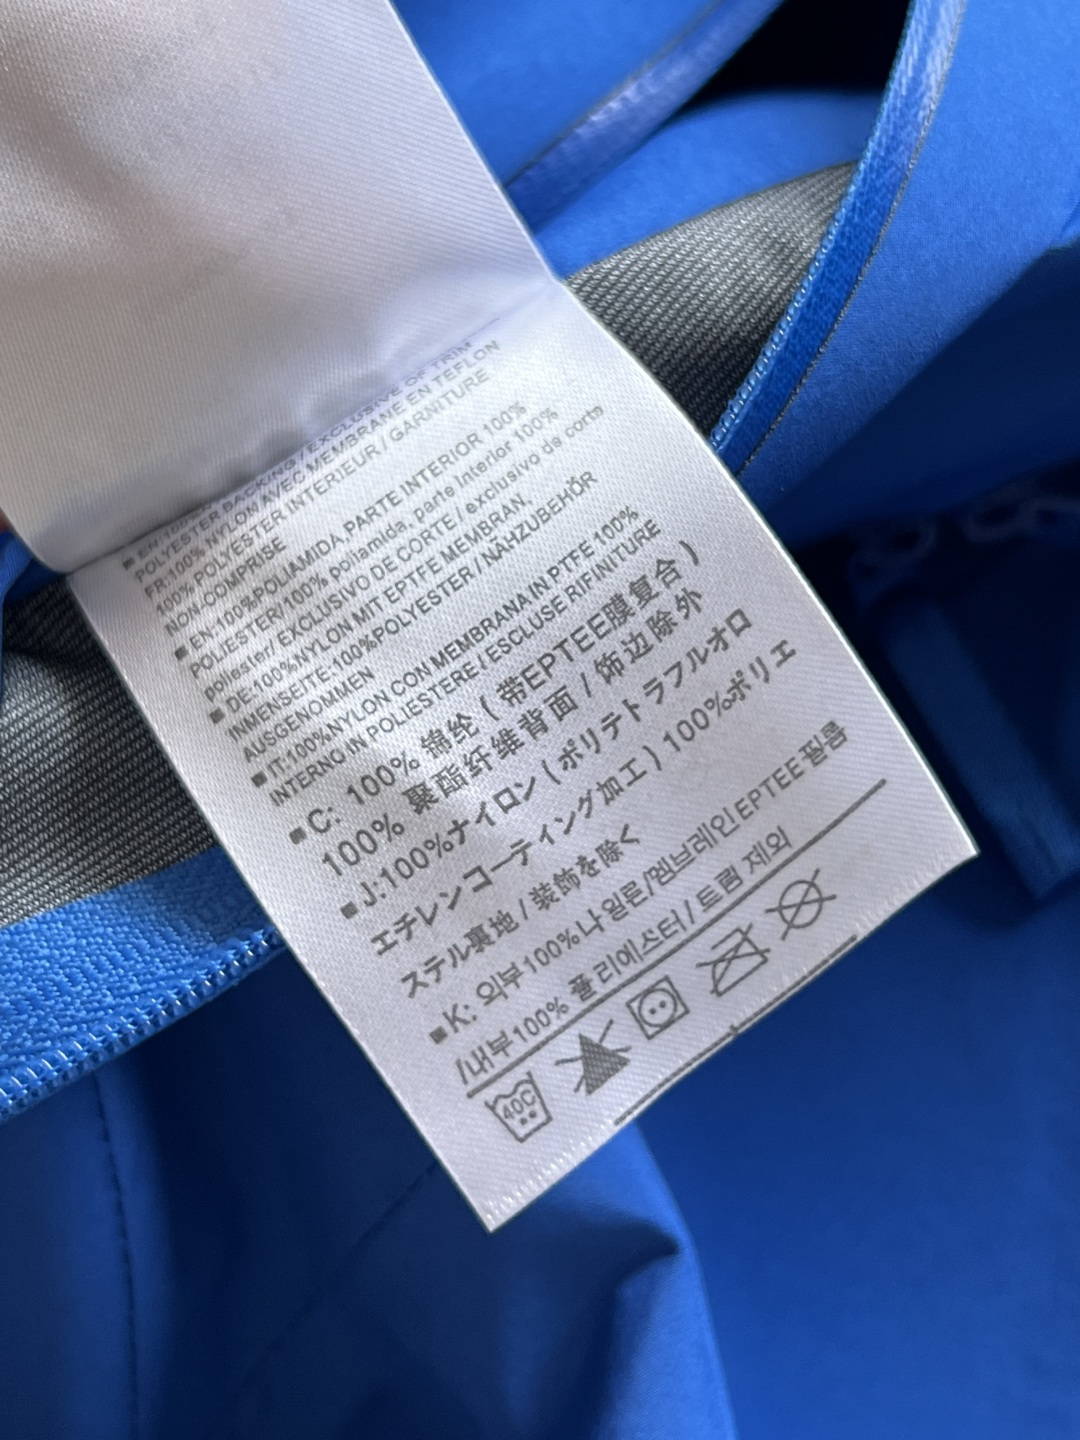 POLYESTER BACKING / EXCLUSIVE OF TRIM
FR:100% NYLON AVEC MEMBRANE EN TEFLON
100% POLYESTER INTERIEUR / GARNITURE
NON-COMPRISE
■ EN:100%POLIAMIDA,PARTE INTERIOR 100%
POLIESTER/100% poliamida, parte interior 100%
poliester/ EXCLUSIVO DE CORTE / exclusivo de corte
■ DE:100%NYLON MIT EPTFE MEMBRAN,
INMENSEITE:100%POLYESTER / NÄHZUBEHÖR
AUSGENOMMEN
■ IT:100%NYLON CON MEMBRANA IN PTFE 100%
INTERNO IN POLIESTERE / ESCLUSE RIFINITURE
■ C: 100% 锦纶 ( 带EPTEE膜复合 )
100% 聚酯纤维背面 / 饰边除外
■ J:100%ナイロン ( ポリテトラフルオロ
エチレンコーティング加工 ) 100%ポリエ
ステル裏地 / 装飾を除く
■ K: 외부100%나일론/멘브레인EPTEE필름
/내부100% 폴리에스터 / 트림 제외
40C